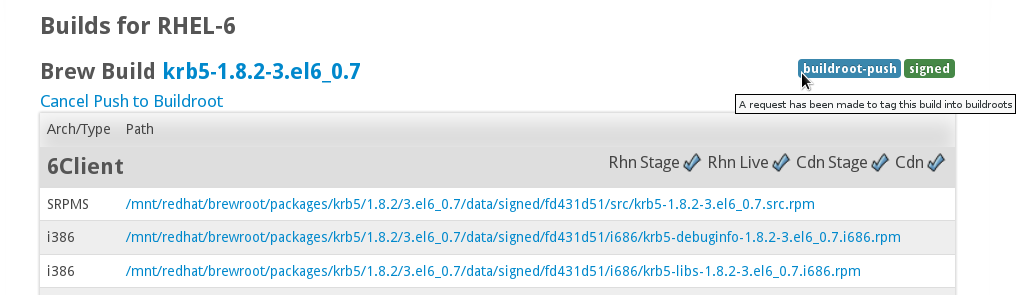 Builds for RHEL-6
Brew Build krb5-1.8.2-3.el6_0.7 buildroot-push signed
Cancel Push to Buildroot
A request has been made to tag this build into buildroots
Arch/Type Path
6Client Rhn Stage Rhn Live Cdn Stage Cdn
SRPMS /mnt/redhat/brewroot/packages/krb5/1.8.2/3.el6_0.7/data/signed/fd431d51/src/krb5-1.8.2-3.el6_0.7.src.rpm
i386 /mnt/redhat/brewroot/packages/krb5/1.8.2/3.el6_0.7/data/signed/fd431d51/i686/krb5-debuginfo-1.8.2-3.el6_0.7.i686.rpm
i386 /mnt/redhat/brewroot/packages/krb5/1.8.2/3.el6_0.7/data/signed/fd431d51/i686/krb5-libs-1.8.2-3.el6_0.7.i686.rpm